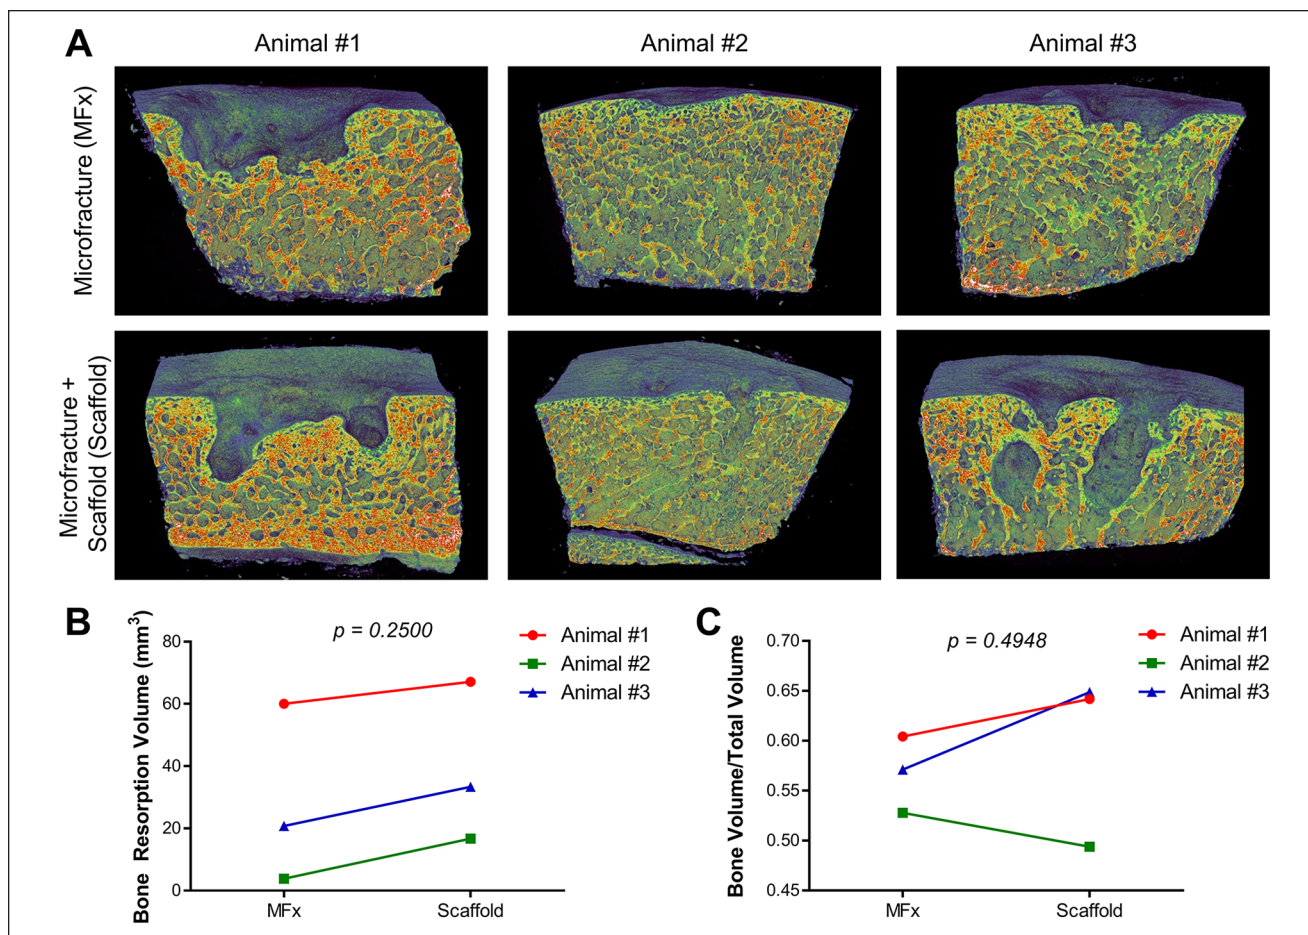 A
Animal #1
Animal #2
Animal #3
Microfracture (MFx)
Microfracture +
Scaffold (Scaffold)
B
p = 0.2500
Bone Resorption Volume (mm³)
80
60
40
20
0
MFx
Scaffold
Animal #1
Animal #2
Animal #3
C
p = 0.4948
Bone Volume/Total Volume
0.70
0.65
0.60
0.55
0.50
0.45
MFx
Scaffold
Animal #1
Animal #2
Animal #3